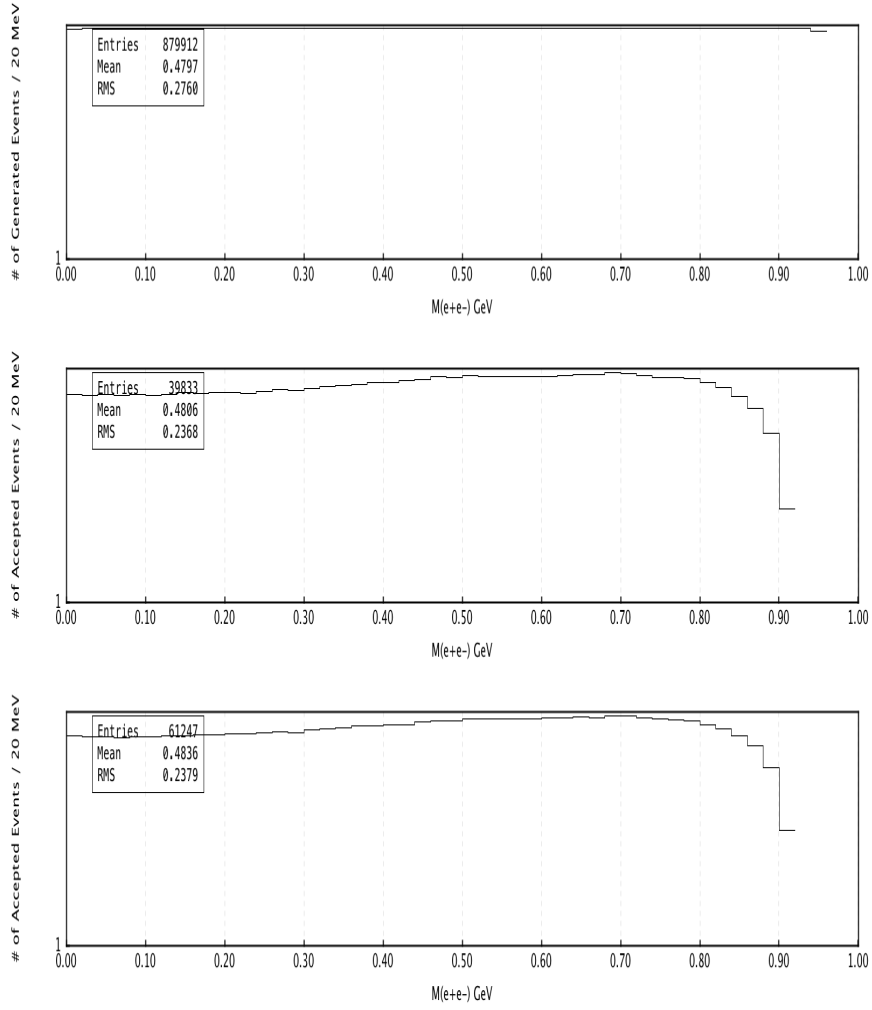 # of Generated Events / 20 MeV
Entries 879912
Mean 0.4797
RMS 0.2760
1
0.00 0.10 0.20 0.30 0.40 0.50 0.60 0.70 0.80 0.90 1.00
M(e+e−) GeV
# of Accepted Events / 20 MeV
Entries 39833
Mean 0.4806
RMS 0.2368
1
0.00 0.10 0.20 0.30 0.40 0.50 0.60 0.70 0.80 0.90 1.00
M(e+e−) GeV
# of Accepted Events / 20 MeV
Entries 61247
Mean 0.4836
RMS 0.2379
1
0.00 0.10 0.20 0.30 0.40 0.50 0.60 0.70 0.80 0.90 1.00
M(e+e−) GeV